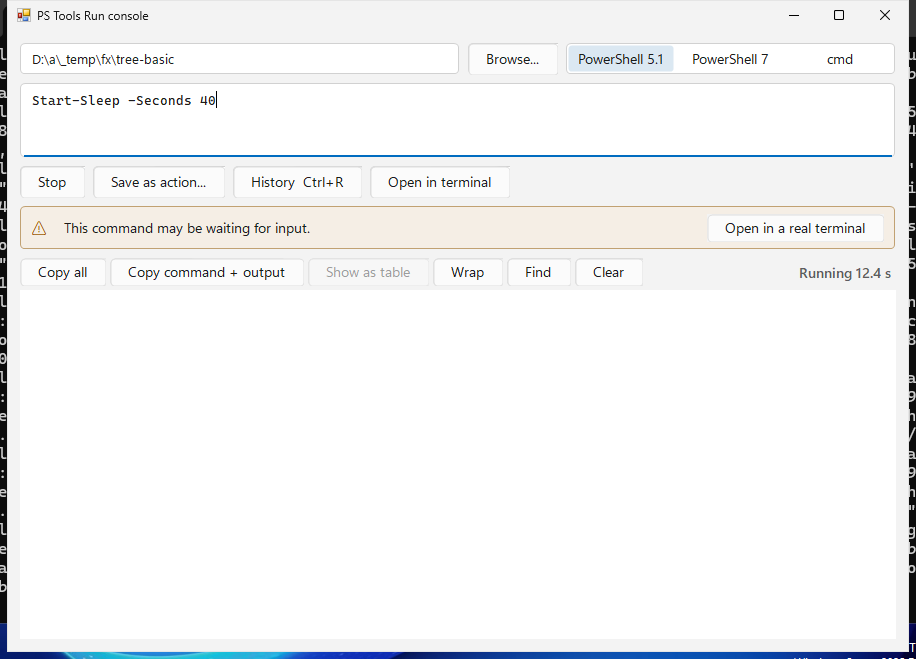 PS Tools Run console
D:\a\_temp\fx\tree-basic Browse... PowerShell 5.1 PowerShell 7 cmd
Start-Sleep -Seconds 40
Stop Save as action... History Ctrl+R Open in terminal
This command may be waiting for input. Open in a real terminal
Copy all Copy command + output Show as table Wrap Find Clear Running 12.4 s